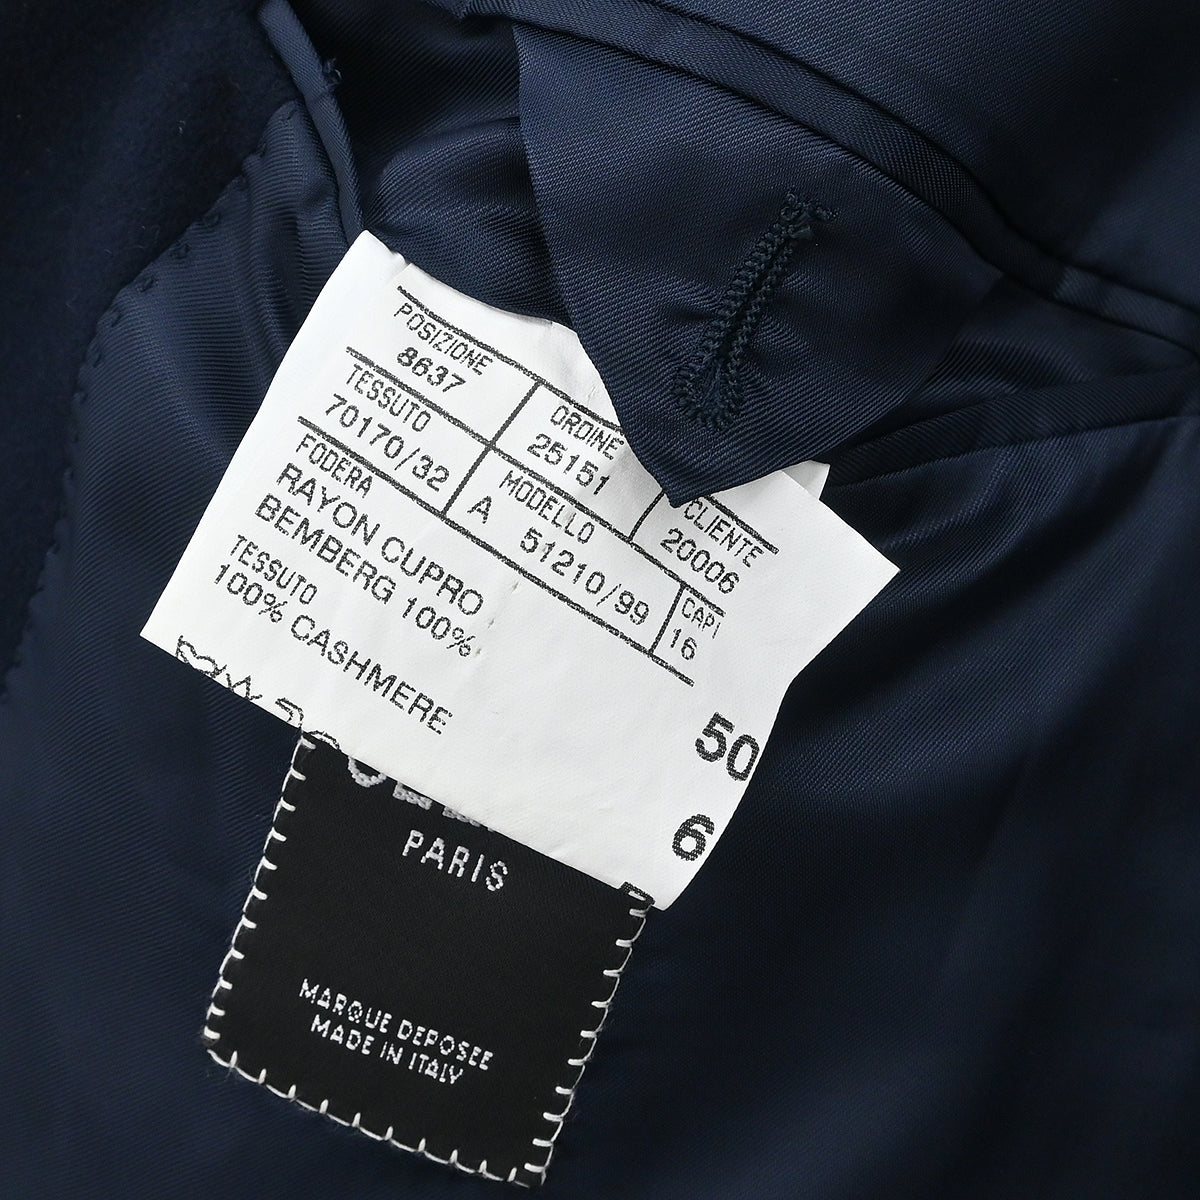 POSIZIONE
8637
ORDINE
25151
CLIENTE
20006
TESSUTO
70170/32
MODELLO
A 51210/99
CAPI
16
FODERA
RAYON CUPRO
BEMBERG 100%
TESSUTO
100% CASHMERE
50
6
PARIS
MARQUE DEPOSEE
MADE IN ITALY